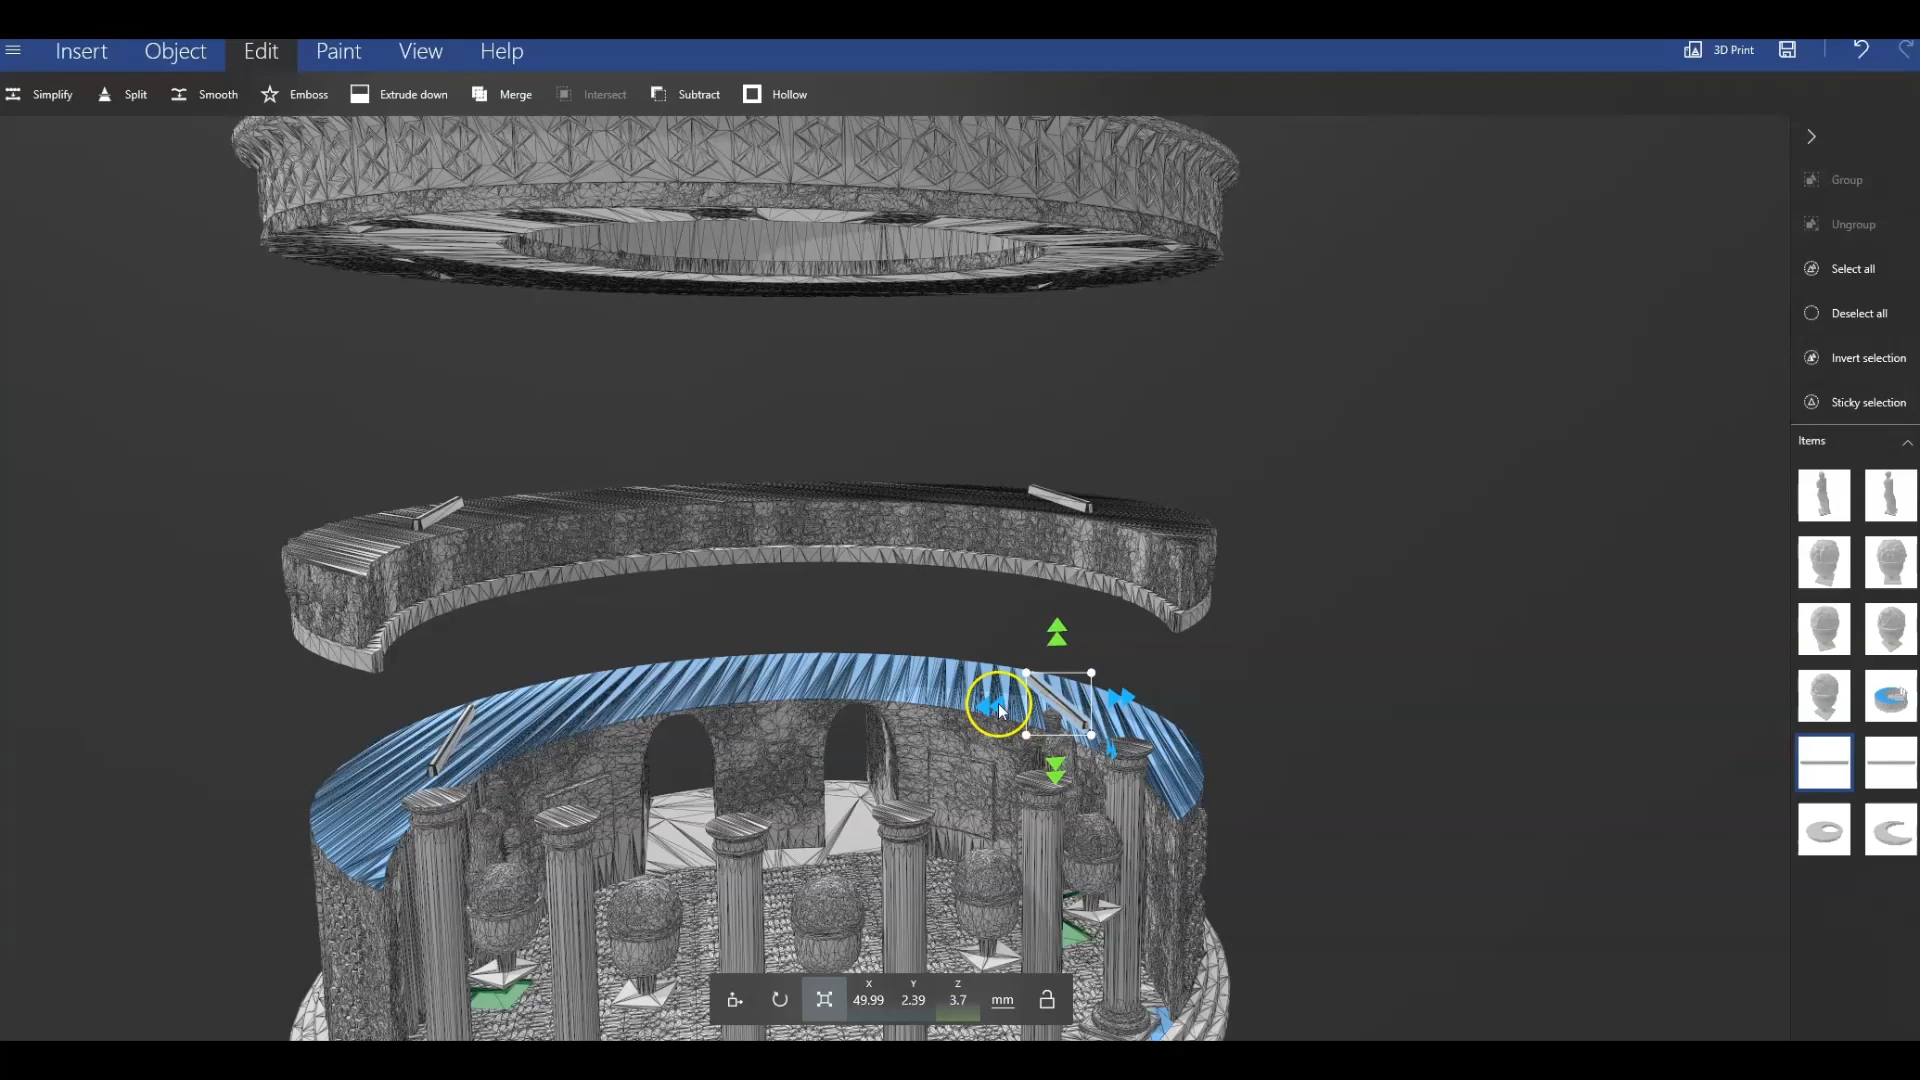 Insert Object Edit Paint View Help 3D Print
Simplify Split Smooth Emboss Extrude down Merge Intersect Subtract Hollow
Group
Ungroup
Select all
Deselect all
Invert selection
Sticky selection
Items
X Y Z
49.99 2.39 3.7 mm